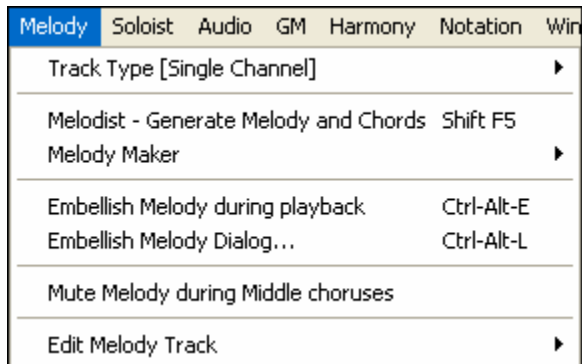 Melody Soloist Audio GM Harmony Notation Win
Track Type [Single Channel]
Melodist - Generate Melody and Chords Shift F5
Melody Maker
Embellish Melody during playback Ctrl-Alt-E
Embellish Melody Dialog... Ctrl-Alt-L
Mute Melody during Middle choruses
Edit Melody Track